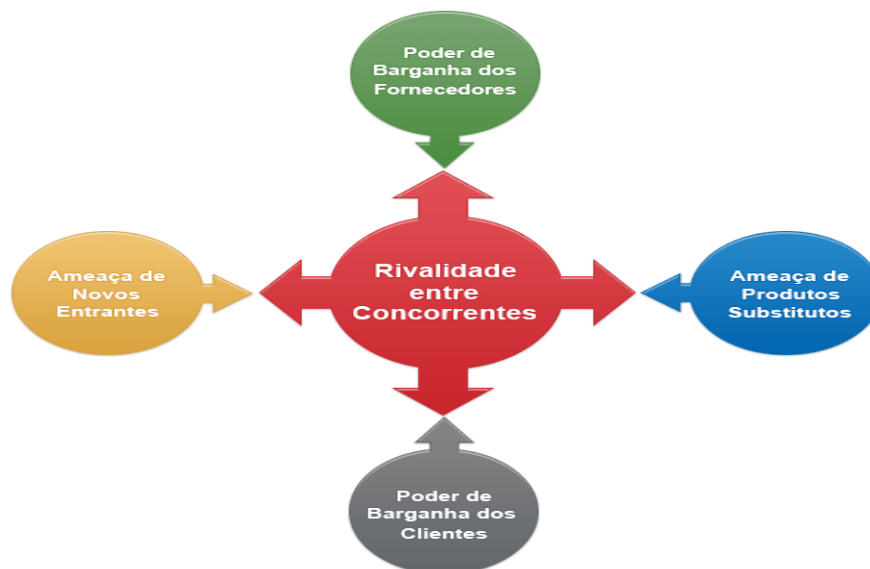 Poder de
Barganha dos
Fornecedores
Ameaça de
Novos
Entrantes
Rivalidade
entre
Concorrentes
Ameaça de
Produtos
Substitutos
Poder de
Barganha dos
Clientes